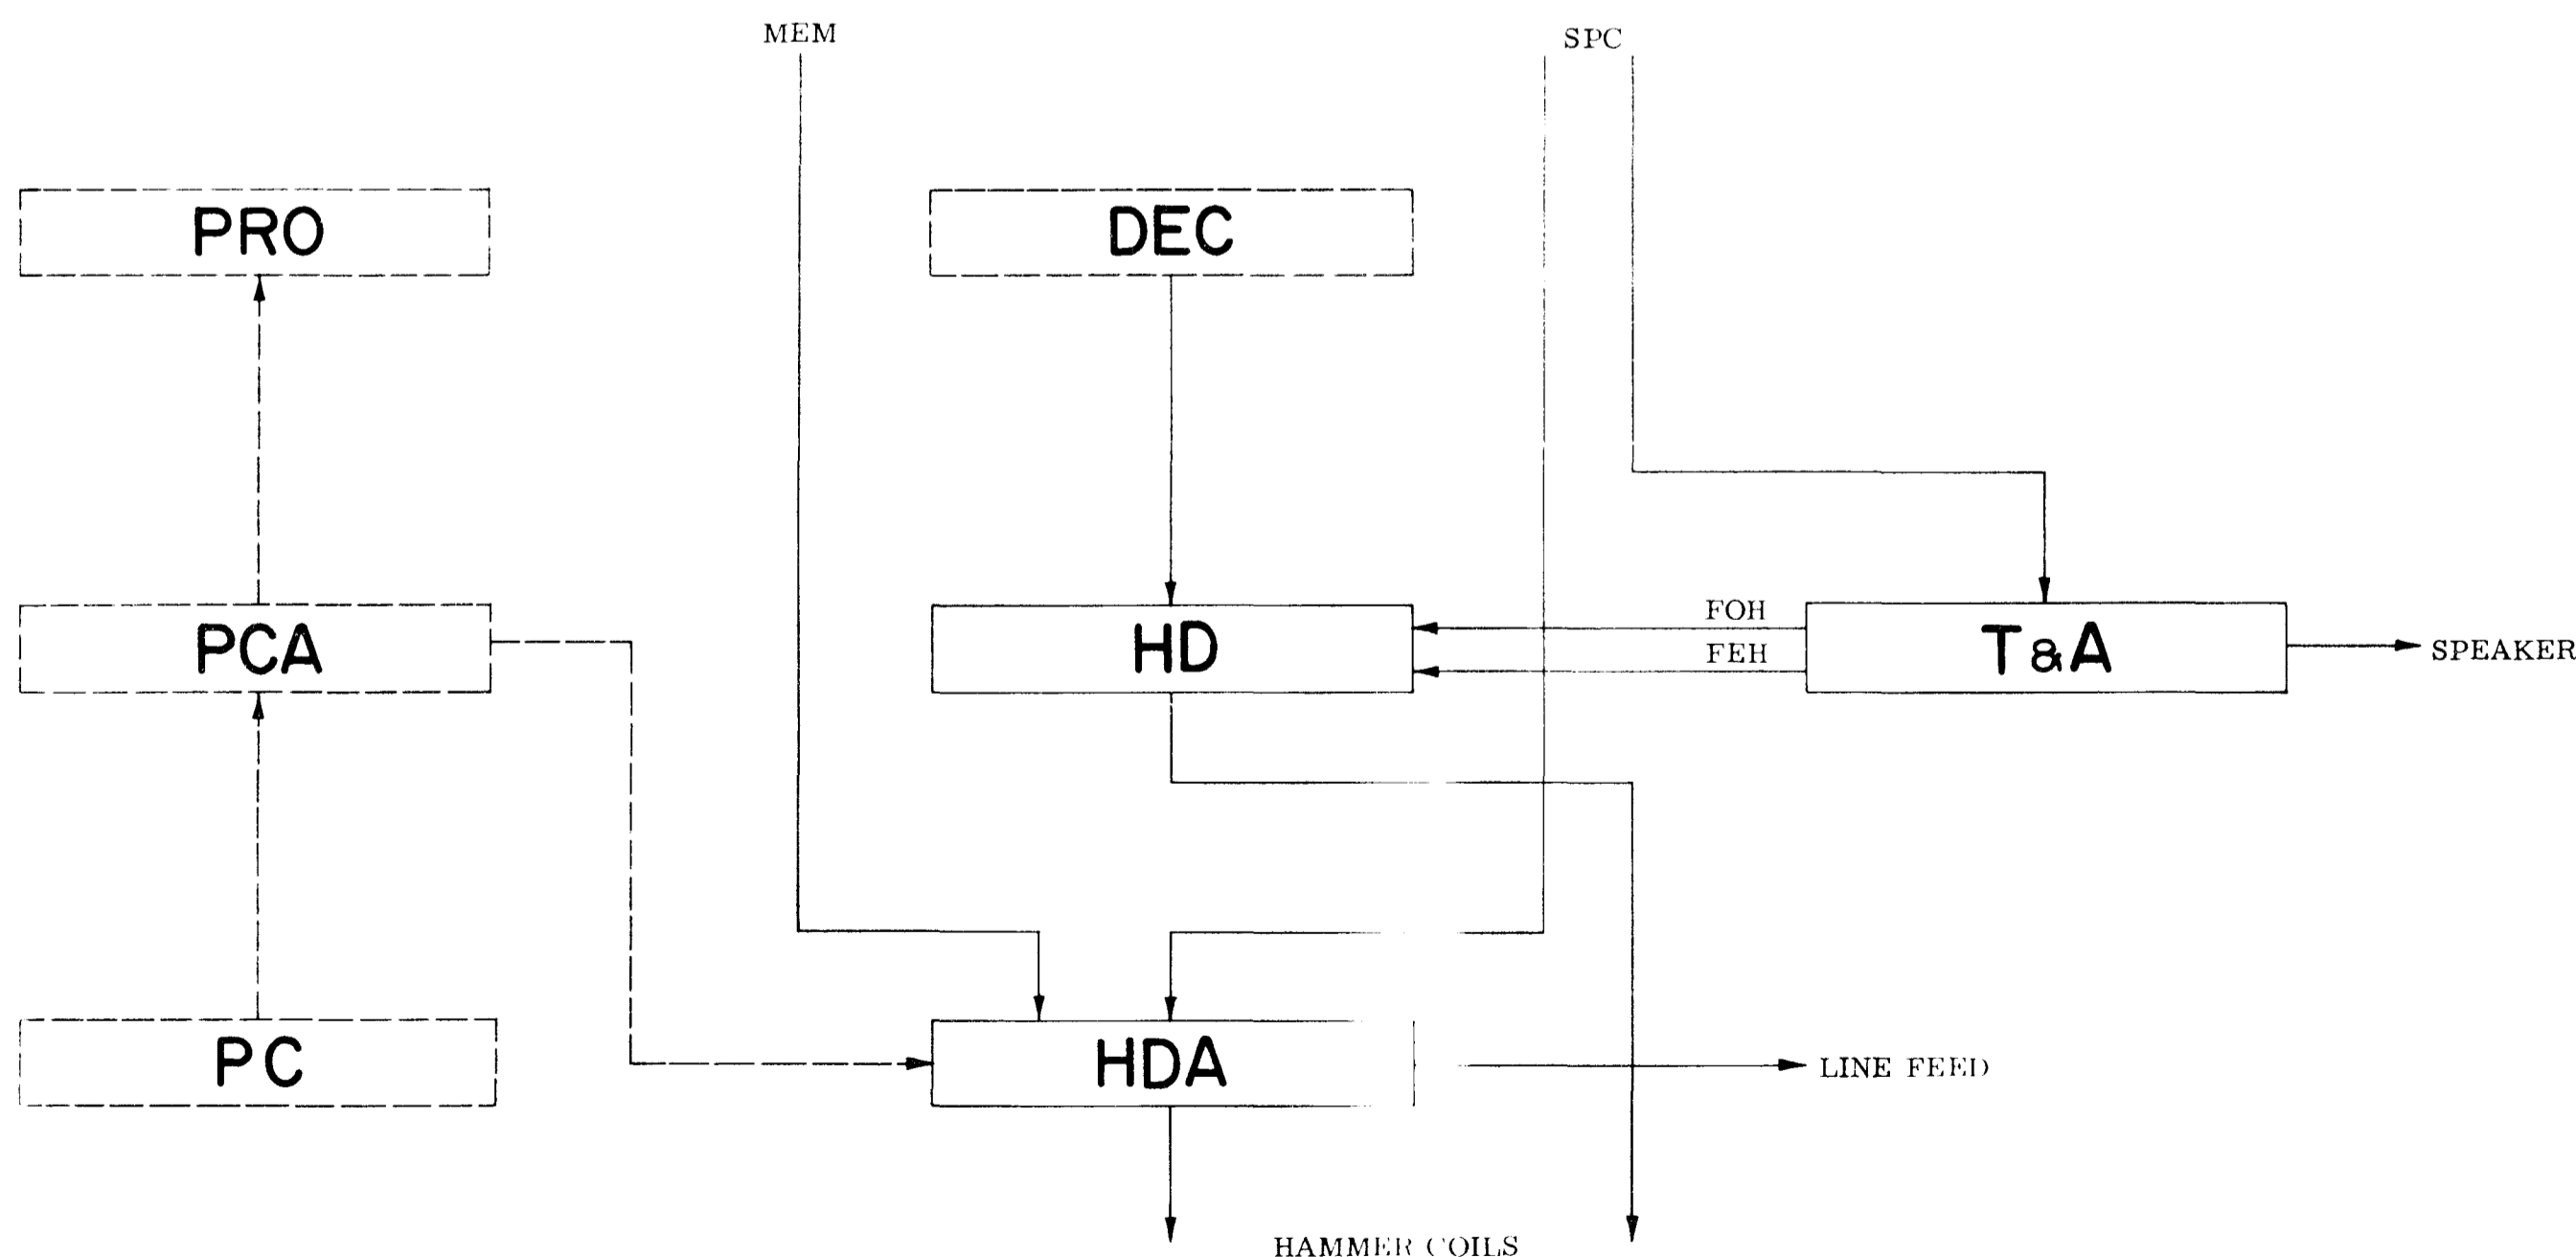 MEM
SPC
PRO
DEC
PCA
HD
FOH
FEH
T&A
SPEAKER
PC
HDA
LINE FEED
HAMMER COILS